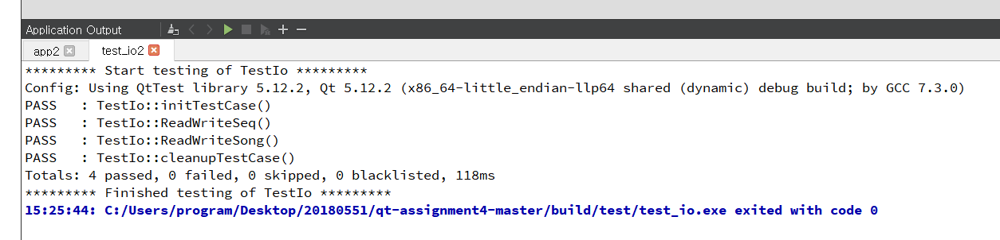 Application Output
app2
test_io2
********* Start testing of TestIo *********
Config: Using QtTest library 5.12.2, Qt 5.12.2 (x86_64-little_endian-llp64 shared (dynamic) debug build; by GCC 7.3.0)
PASS   : TestIo::initTestCase()
PASS   : TestIo::ReadWriteSeq()
PASS   : TestIo::ReadWriteSong()
PASS   : TestIo::cleanupTestCase()
Totals: 4 passed, 0 failed, 0 skipped, 0 blacklisted, 118ms
********* Finished testing of TestIo *********
15:25:44: C:/Users/program/Desktop/20180551/qt-assignment4-master/build/test/test_io.exe exited with code 0